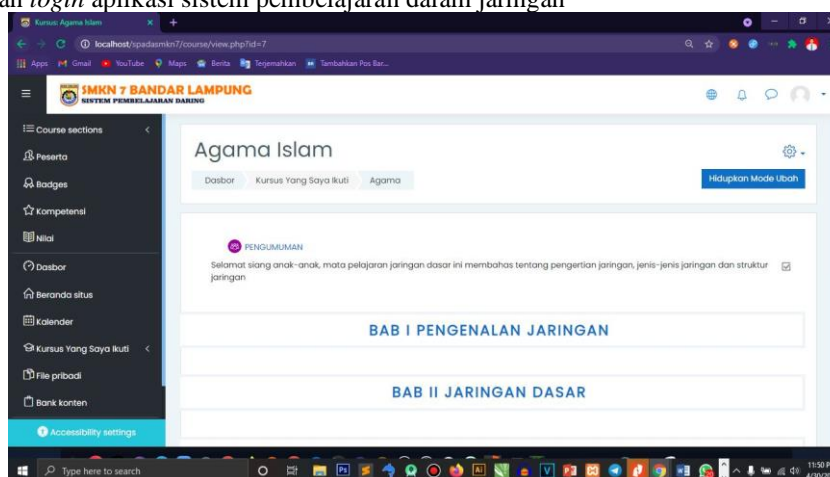 login aplikasi sistem pembelajaran dalam jaringan
Kursus: Agama Islam
localhost/spadasmkn7/course/view.php?id=7
Apps Gmail YouTube Maps Berita Terjemahkan Tambahkan Pos Bar...
SMKN 7 BANDAR LAMPUNG
SISTEM PEMBELAJARAN DARING
Course sections
Peserta
Badges
Kompetensi
Nilai
Dasbor
Beranda situs
Kalender
Kursus Yang Saya Ikuti
File pribadi
Bank konten
Accessibility settings
Agama Islam
Dasbor Kursus Yang Saya Ikuti Agama
Hidupkan Mode Ubah
PENGUMUMAN
Selamat siang anak-anak, mata pelajaran jaringan dasar ini membahas tentang pengertian jaringan, jenis-jenis jaringan dan struktur
jaringan
BAB I PENGENALAN JARINGAN
BAB II JARINGAN DASAR
Type here to search
11:50 P